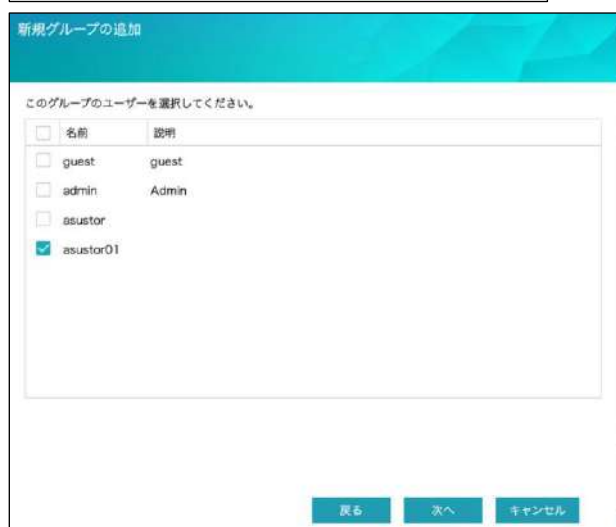 新規グループの追加
このグループのユーザーを選択してください。
名前 説明
guest guest
admin Admin
asustor
asustor01
戻る 次へ キャンセル